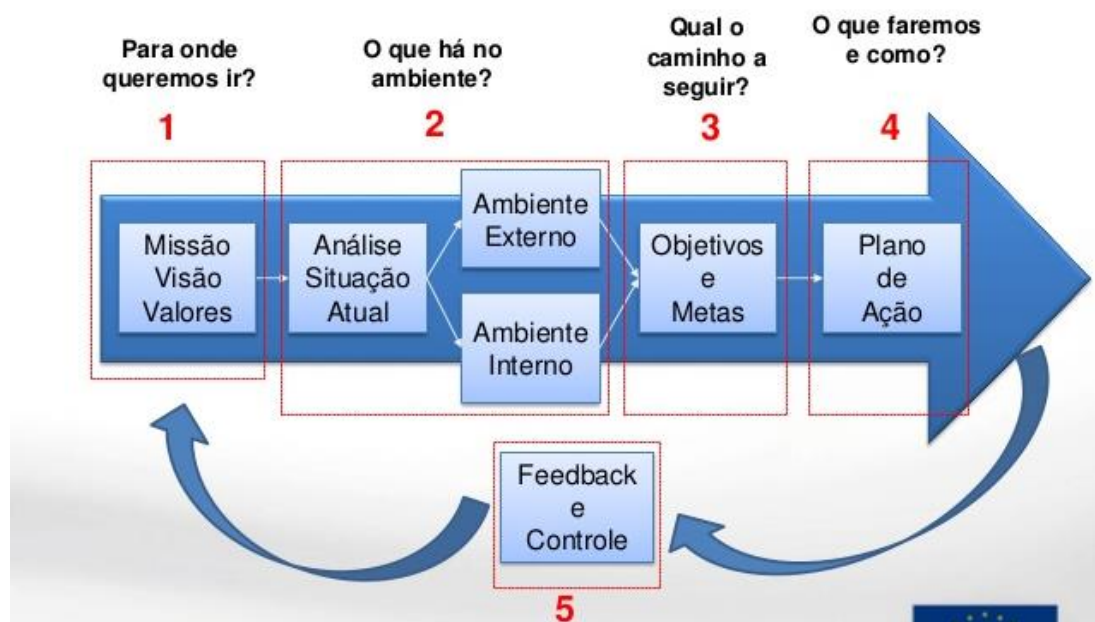 Para onde
queremos ir?
1
O que há no
ambiente?
2
Qual o
caminho a
seguir?
3
O que faremos
e como?
4
Missão
Visão
Valores
Análise
Situação
Atual
Ambiente
Externo
Ambiente
Interno
Objetivos
e
Metas
Plano
de
Ação
Feedback
e
Controle
5